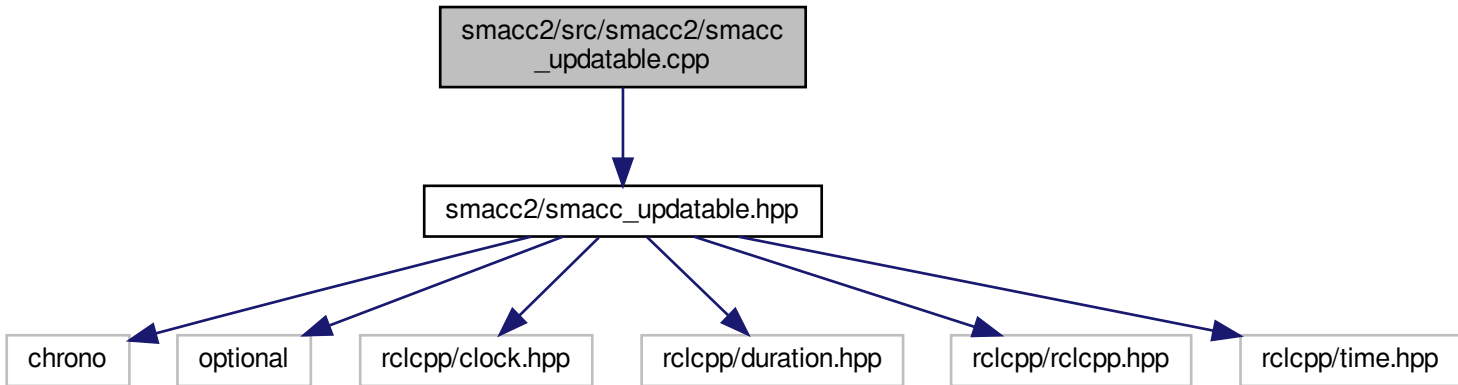 smacc2/src/smacc2/smacc
_updatable.cpp
smacc2/smacc_updatable.hpp
chrono
optional
rclcpp/clock.hpp
rclcpp/duration.hpp
rclcpp/rclcpp.hpp
rclcpp/time.hpp